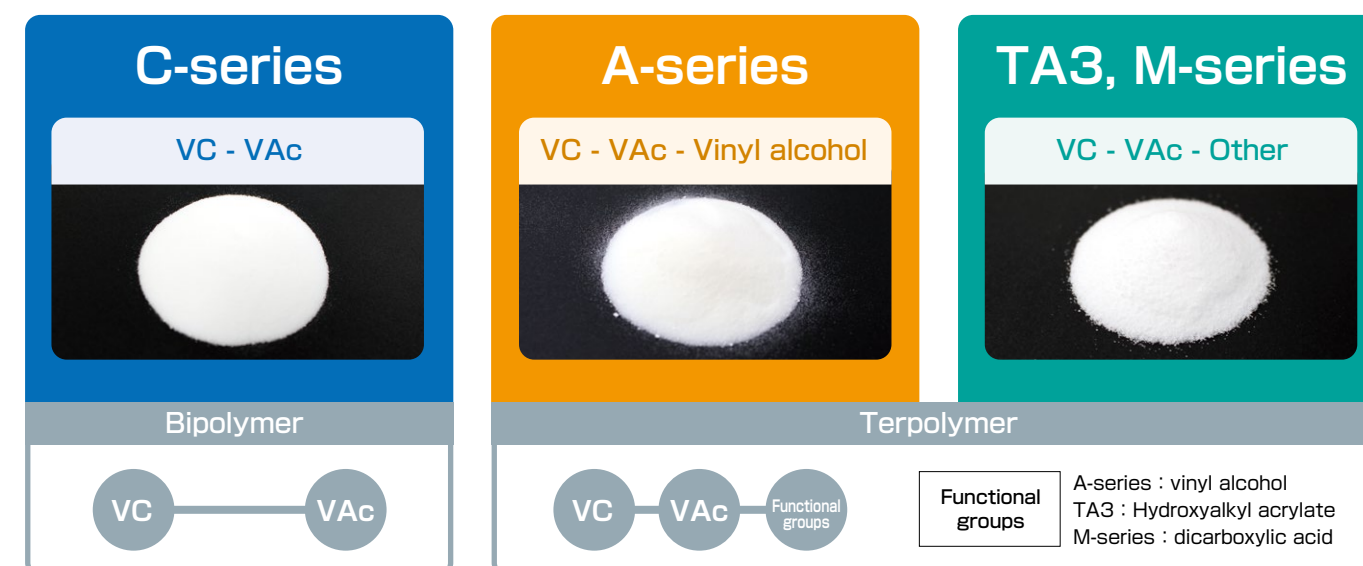 C-series
VC - VAc
A-series
VC - VAc - Vinyl alcohol
TA3, M-series
VC - VAc - Other
Bipolymer
VC
VAc
Terpolymer
VC
VAc
Functional
groups
Functional
groups
A-series：vinyl alcohol
TA3：Hydroxyalkyl acrylate
M-series：dicarboxylic acid